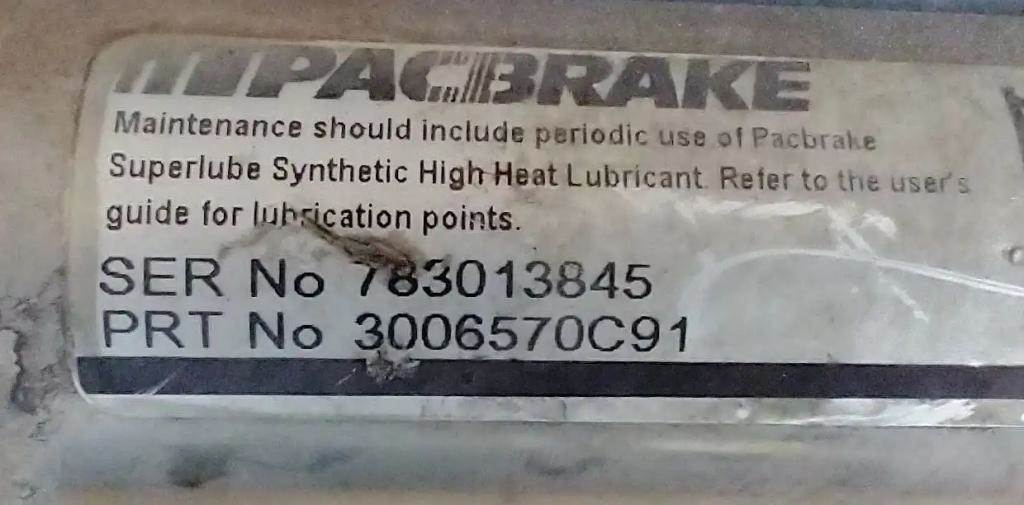 PACBRAKE
Maintenance should include periodic use of Pacbrake
Superlube Synthetic High Heat Lubricant. Refer to the user's
guide for lubrication points.
SER No 783013845
PRT No 3006570C91